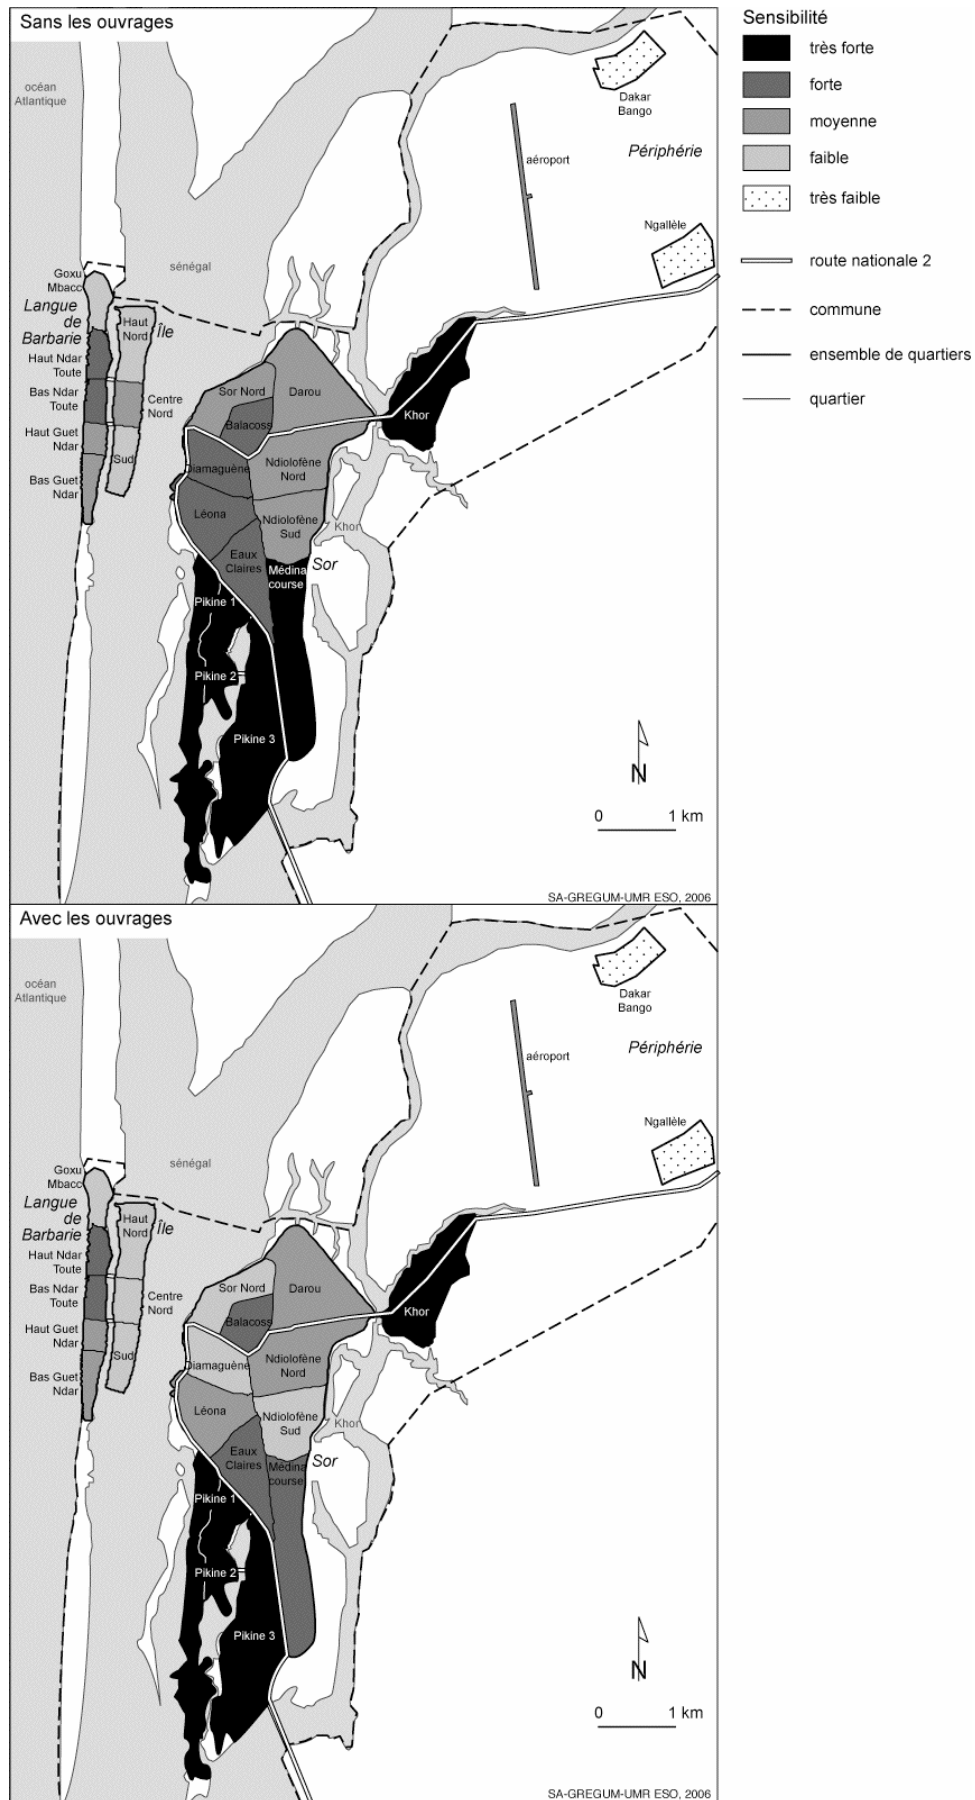 Sans les ouvrages
océan
Atlantique
Dakar
Bango
aéroport
Périphérie
Ngallèle
sénégal
Goxu
Mbacc
Langue
de
Barbarie
Haut Ndar
Toute
Bas Ndar
Toute
Haut Guet
Ndar
Bas Guet
Ndar
Haut
Nord
Île
Centre
Nord
Sud
Sor Nord
Darou
Balacoss
Khor
Diamaguène
Ndiolofène
Nord
Léona
Ndiolofène
Sud
Khor
Eaux
Claires
Médina
course
Sor
Pikine 1
Pikine 2
Pikine 3
N
0 1 km
SA-GREGUM-UMR ESO, 2006
Sensibilité
très forte
forte
moyenne
faible
très faible
route nationale 2
commune
ensemble de quartiers
quartier
Avec les ouvrages
océan
Atlantique
Dakar
Bango
aéroport
Périphérie
Ngallèle
sénégal
Goxu
Mbacc
Langue
de
Barbarie
Haut Ndar
Toute
Bas Ndar
Toute
Haut Guet
Ndar
Bas Guet
Ndar
Haut
Nord
Île
Centre
Nord
Sud
Sor Nord
Darou
Balacoss
Khor
Diamaguène
Ndiolofène
Nord
Léona
Ndiolofène
Sud
Khor
Eaux
Claires
Médina
course
Sor
Pikine 1
Pikine 2
Pikine 3
N
0 1 km
SA-GREGUM-UMR ESO, 2006